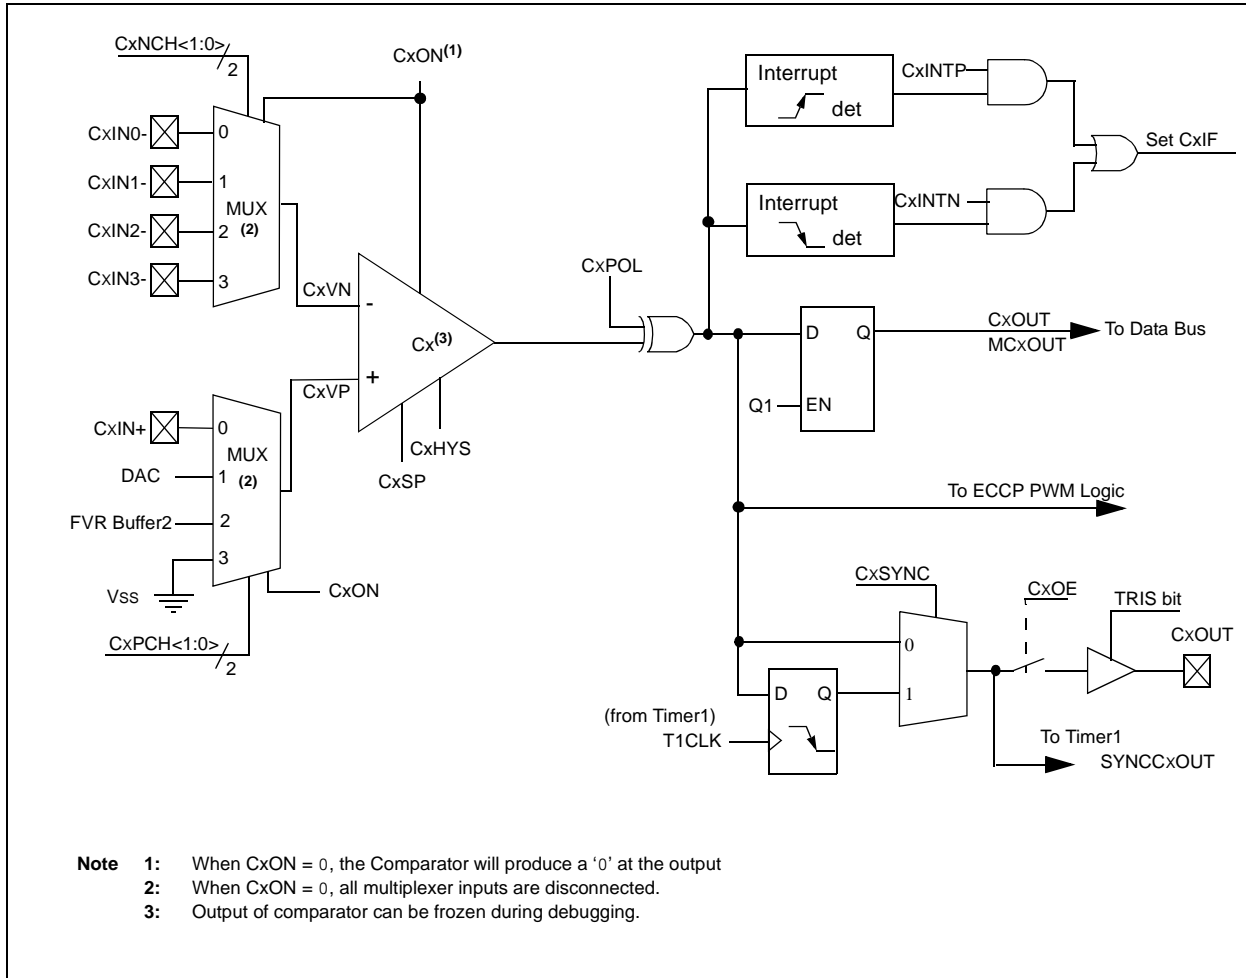 CxNCH<1:0>
2
CxON(1)
CxIN0-
CxIN1-
CxIN2-
CxIN3-
0
1
2
3
MUX
(2)
CxVN
-
Cx(3)
CxVP
+
CxHYS
CxSP
CxIN+
DAC
FVR Buffer2
VSS
0
1
2
3
MUX
(2)
CxON
CxPCH<1:0>
2
CxPOL
Interrupt
det
CxINTP
Interrupt
det
CxINTN
Set CxIF
D
Q
EN
Q1
CxOUT
MCxOUT
To Data Bus
To ECCP PWM Logic
CxSYNC
0
1
D
Q
(from Timer1)
T1CLK
CxOE
TRIS bit
CxOUT
To Timer1
SYNCCxOUT
Note 1: When CxON = 0, the Comparator will produce a ‘0’ at the output
2: When CxON = 0, all multiplexer inputs are disconnected.
3: Output of comparator can be frozen during debugging.